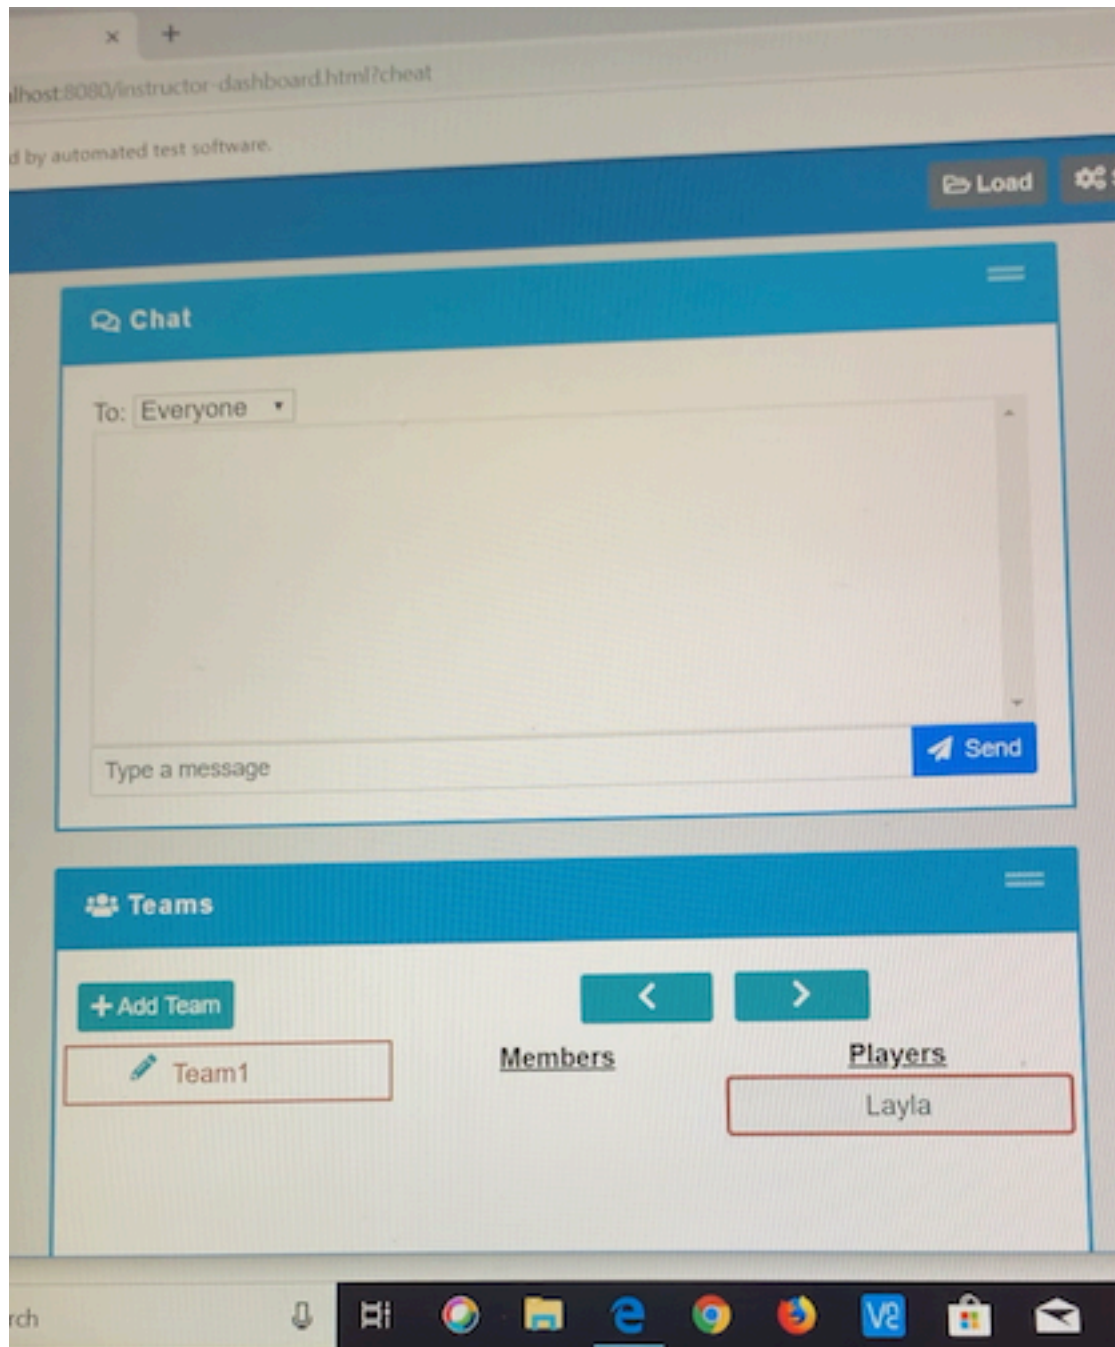 lhost:8080/instructor-dashboard.html?cheat
d by automated test software.
Load
Chat
To: Everyone
Type a message
Send
Teams
+ Add Team
Team1
Members
Players
Layla
rch